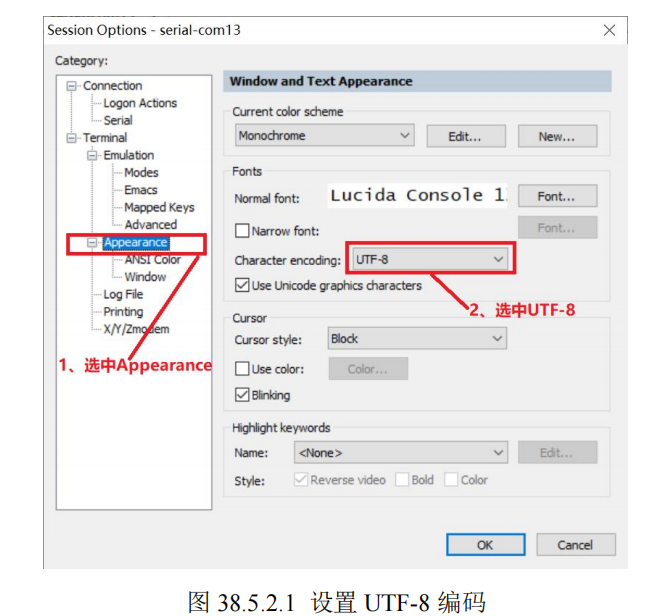 Session Options - serial-com13
Category:
Connection
Logon Actions
Serial
Terminal
Emulation
Modes
Emacs
Mapped Keys
Advanced
Appearance
ANSI Color
Window
Log File
Printing
X/Y/Zmodem
1、选中Appearance
Window and Text Appearance
Current color scheme
Monochrome
Edit...
New...
Fonts
Normal font:
Lucida Console 1
Font...
Narrow font:
Font...
Character encoding:
UTF-8
Use Unicode graphics characters
2、选中UTF-8
Cursor
Cursor style:
Block
Use color:
Color...
Blinking
Highlight keywords
Name:
<None>
Edit...
Style:
Reverse video
Bold
Color
OK
Cancel
图 38.5.2.1 设置 UTF-8 编码